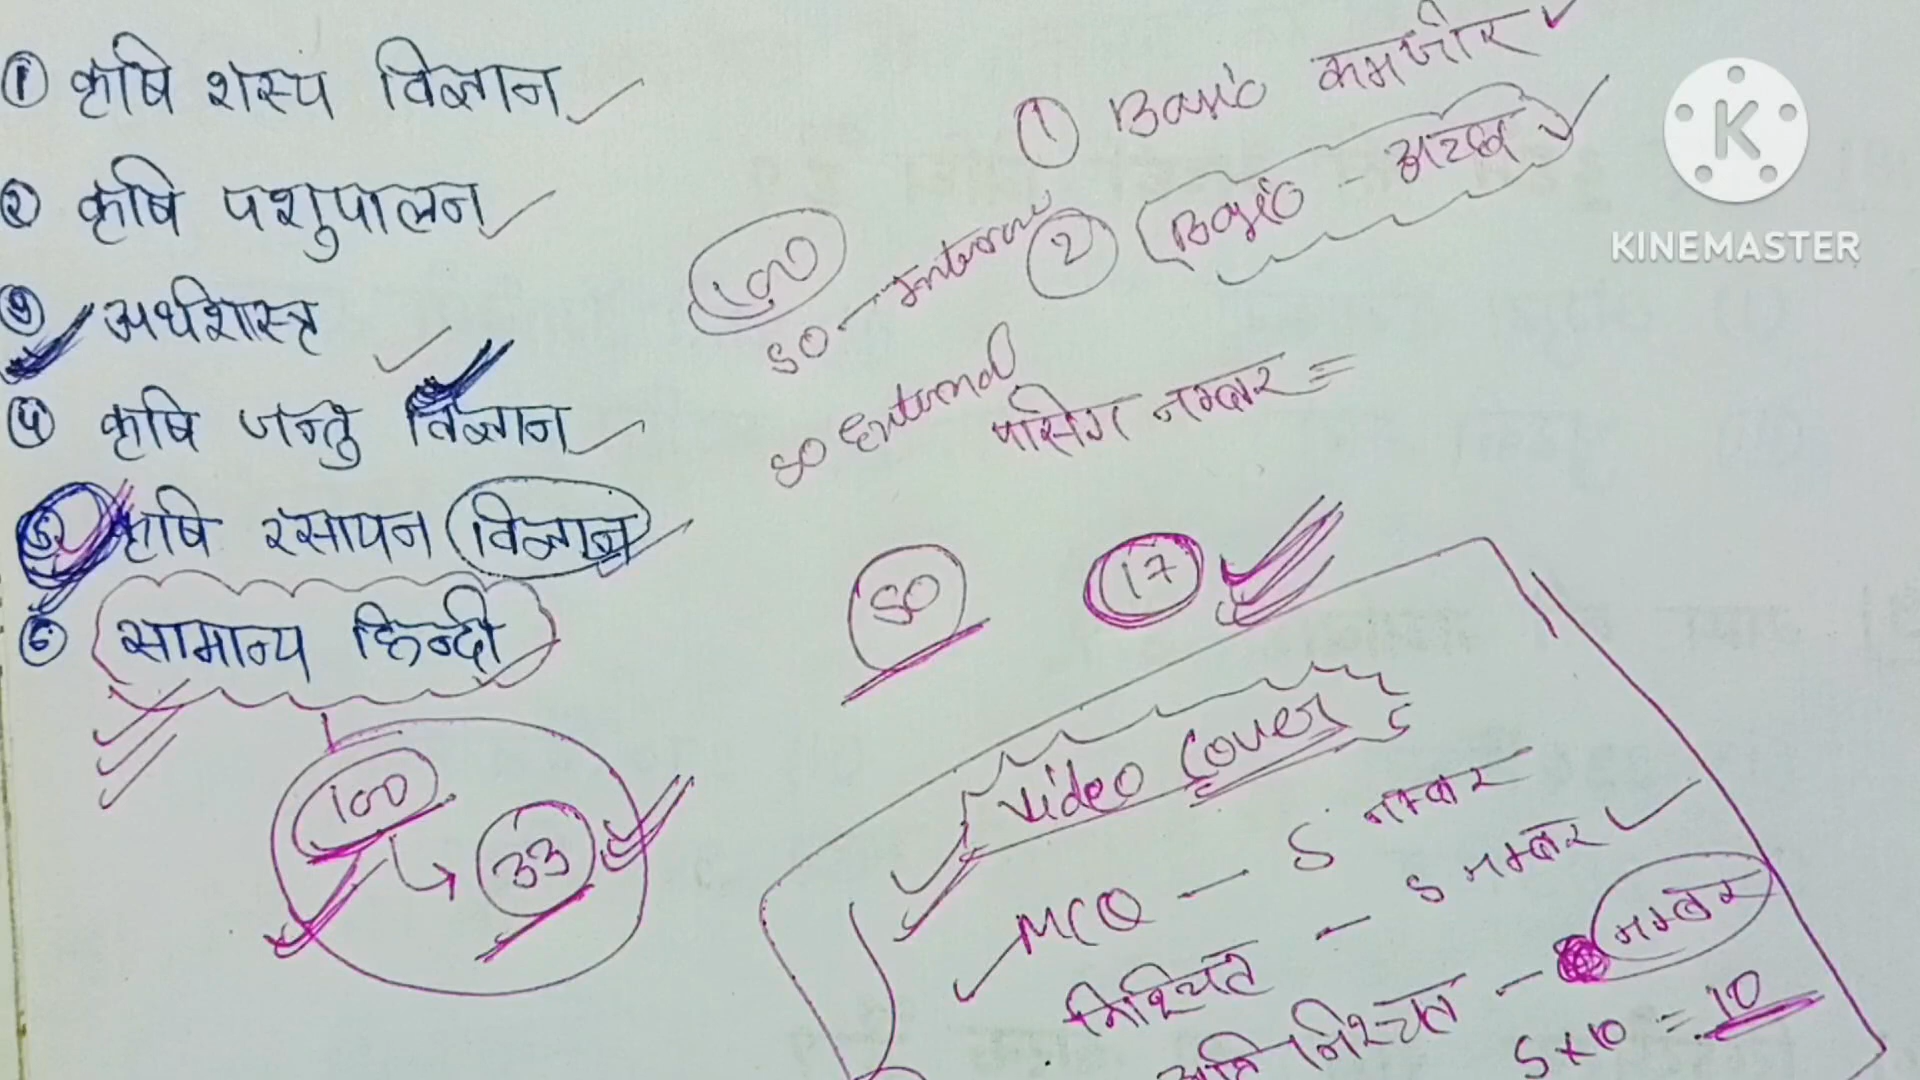 ① कृषि शस्य विज्ञान
② कृषि पशुपालन
③ अर्थशास्त्र
④ कृषि जन्तु विज्ञान
⑤ कृषि रसायन विज्ञान
⑥ सामान्य हिन्दी
100
33
① Basic कमजोर
② Basic - अच्छा
100
50 -
50 External
पासिंग नम्बर =
50
17
Video Cover
MCQ - 5 नम्बर
निश्चित - 5 नम्बर
अति निश्चित - नम्बर
5 x 10 = 10
KINEMASTER